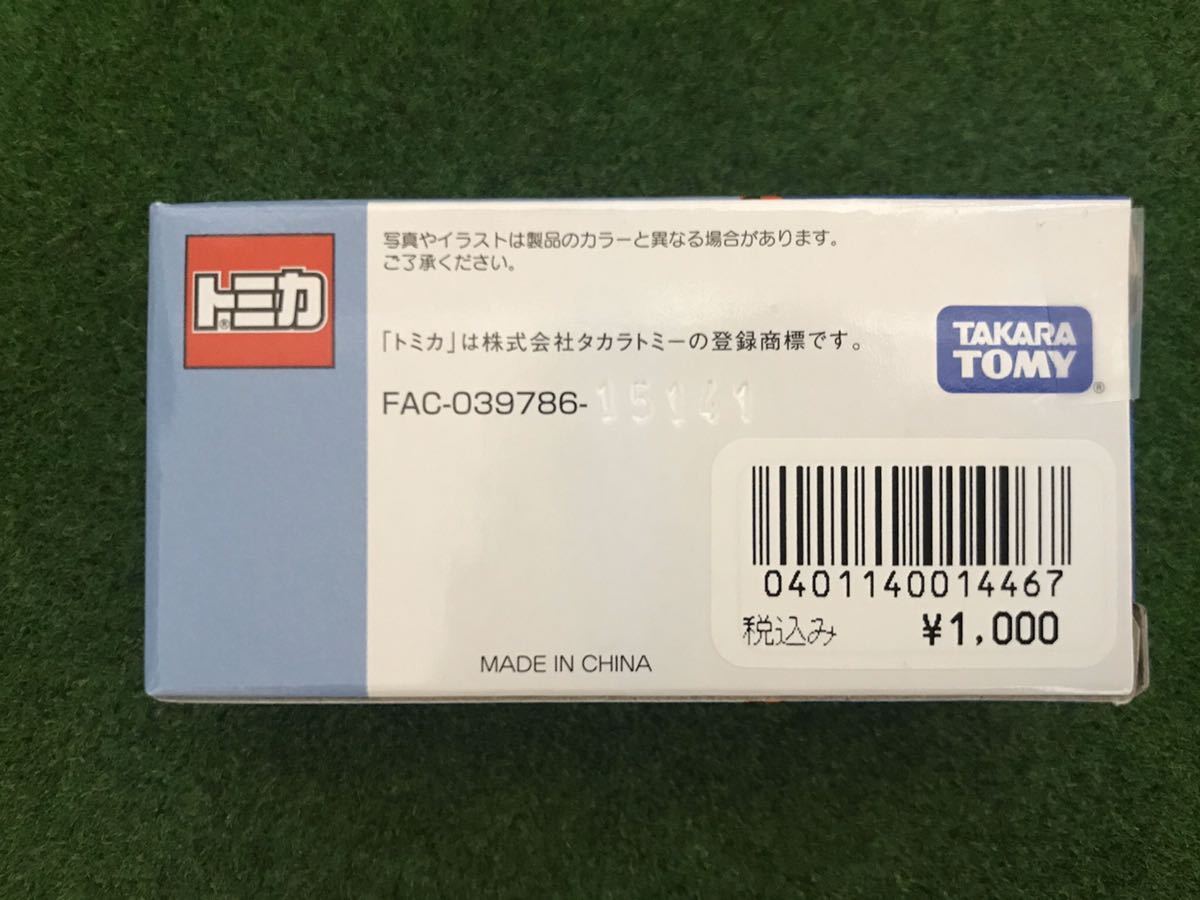 トミカ®
写真やイラストは製品のカラーと異なる場合があります。
ご了承ください。
「トミカ」は株式会社タカラトミーの登録商標です。
TAKARA
TOMY®
FAC-039786-15141
0401140014467
税込み ¥1,000
MADE IN CHINA